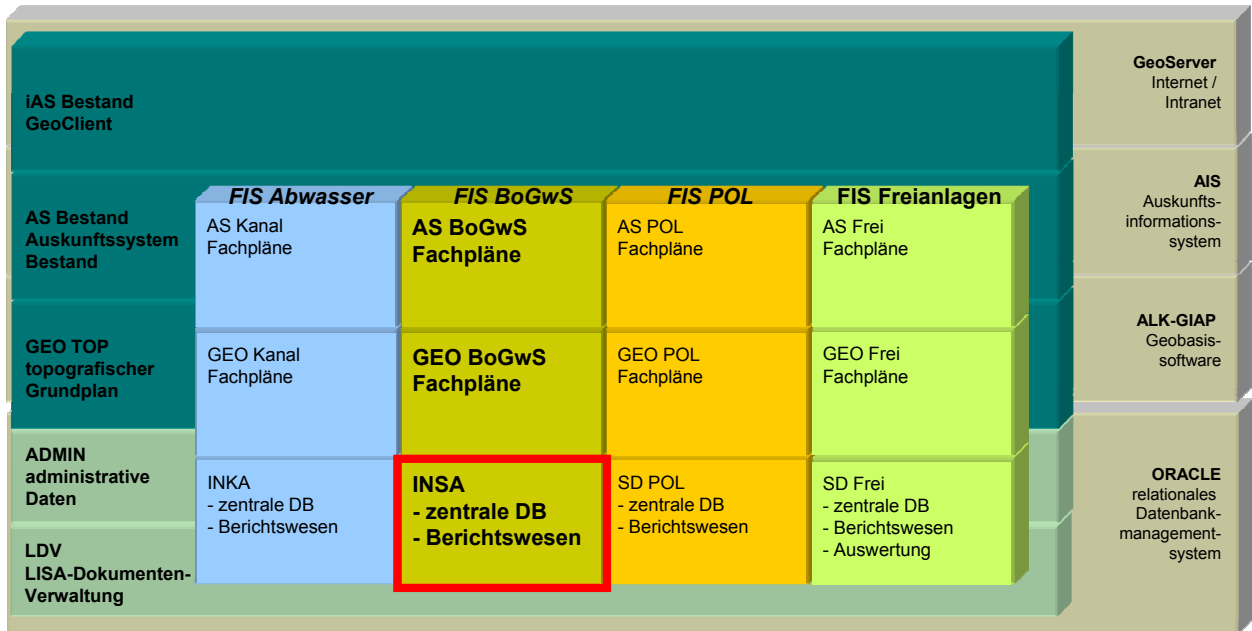 iAS Bestand
GeoClient
GeoServer
Internet /
Intranet
AS Bestand
Auskunftssystem
Bestand
AIS
Auskunfts-
informations-
system
GEO TOP
topografischer
Grundplan
ALK-GIAP
Geobasis-
software
ADMIN
administrative
Daten
LDV
LISA-Dokumenten-
Verwaltung
ORACLE
relationales
Datenbank-
management-
system
FIS Abwasser
AS Kanal
Fachpläne
GEO Kanal
Fachpläne
INKA
- zentrale DB
- Berichtswesen
FIS BoGwS
AS BoGwS
Fachpläne
GEO BoGwS
Fachpläne
INSA
- zentrale DB
- Berichtswesen
FIS POL
AS POL
Fachpläne
GEO POL
Fachpläne
SD POL
- zentrale DB
- Berichtswesen
FIS Freianlagen
AS Frei
Fachpläne
GEO Frei
Fachpläne
SD Frei
- zentrale DB
- Berichtswesen
- Auswertung